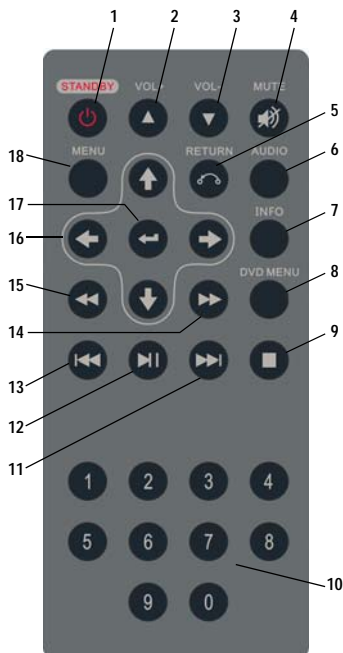 1 2 3 4
STANDBY VOL+ VOL- MUTE
5
MENU RETURN AUDIO 6
18
17 INFO 7
16
DVD MENU 8
15
14 9
13
12
11
1 2 3 4
5 6 7 8
10
9 0